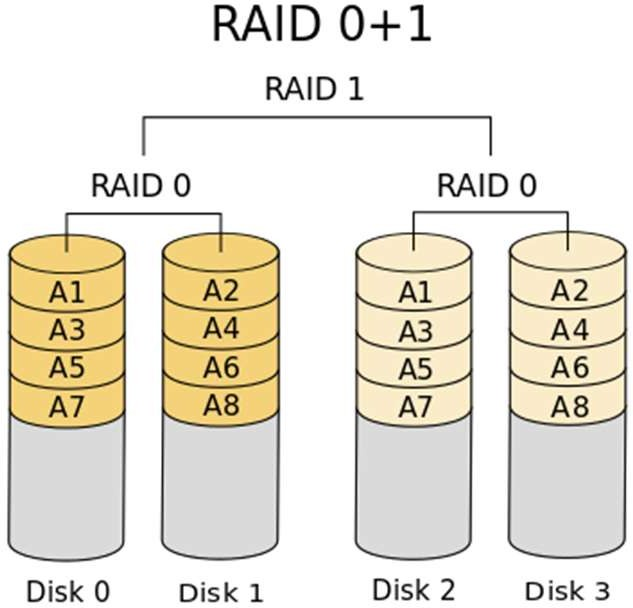 RAID 0+1
RAID 1
RAID 0
RAID 0
A1
A3
A5
A7
A2
A4
A6
A8
A1
A3
A5
A7
A2
A4
A6
A8
Disk 0
Disk 1
Disk 2
Disk 3